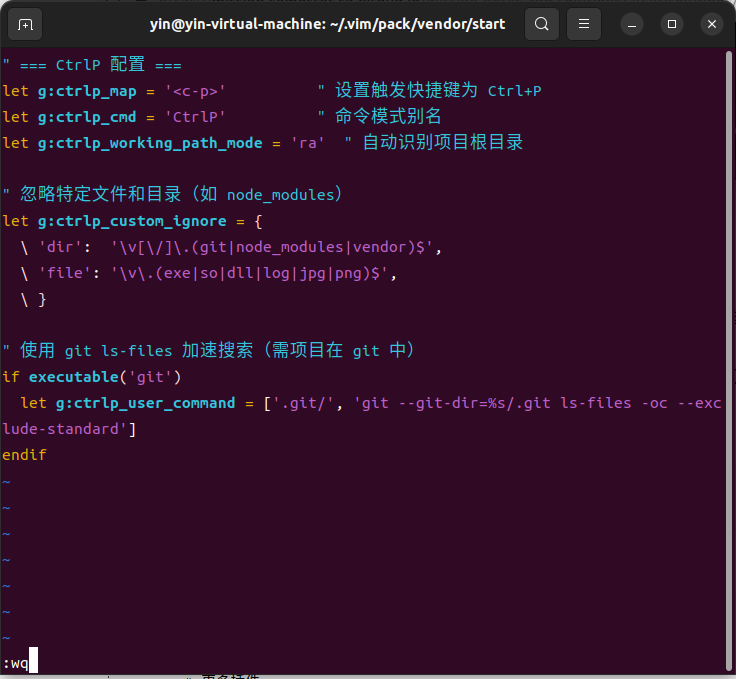 yin@yin-virtual-machine: ~/.vim/pack/vendor/start
" === CtrlP 配置 ===
let g:ctrlp_map = '<c-p>'          " 设置触发快捷键为 Ctrl+P
let g:ctrlp_cmd = 'CtrlP'          " 命令模式别名
let g:ctrlp_working_path_mode = 'ra'  " 自动识别项目根目录
" 忽略特定文件和目录（如 node_modules）
let g:ctrlp_custom_ignore = {
  \ 'dir':  '\v[\/]\.(git|node_modules|vendor)$',
  \ 'file': '\v\.(exe|so|dll|log|jpg|png)$',
  \ }
" 使用 git ls-files 加速搜索（需项目在 git 中）
if executable('git')
  let g:ctrlp_user_command = ['.git/', 'git --git-dir=%s/.git ls-files -oc --exc
lude-standard']
endif
~
~
~
~
~
~
~
:wq